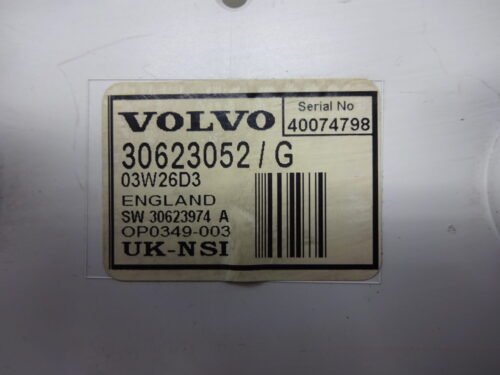 VOLVO
Serial No
40074798
30623052 / G
03W26D3
ENGLAND
SW 30623974 A
OP0349-003
UK-NSI